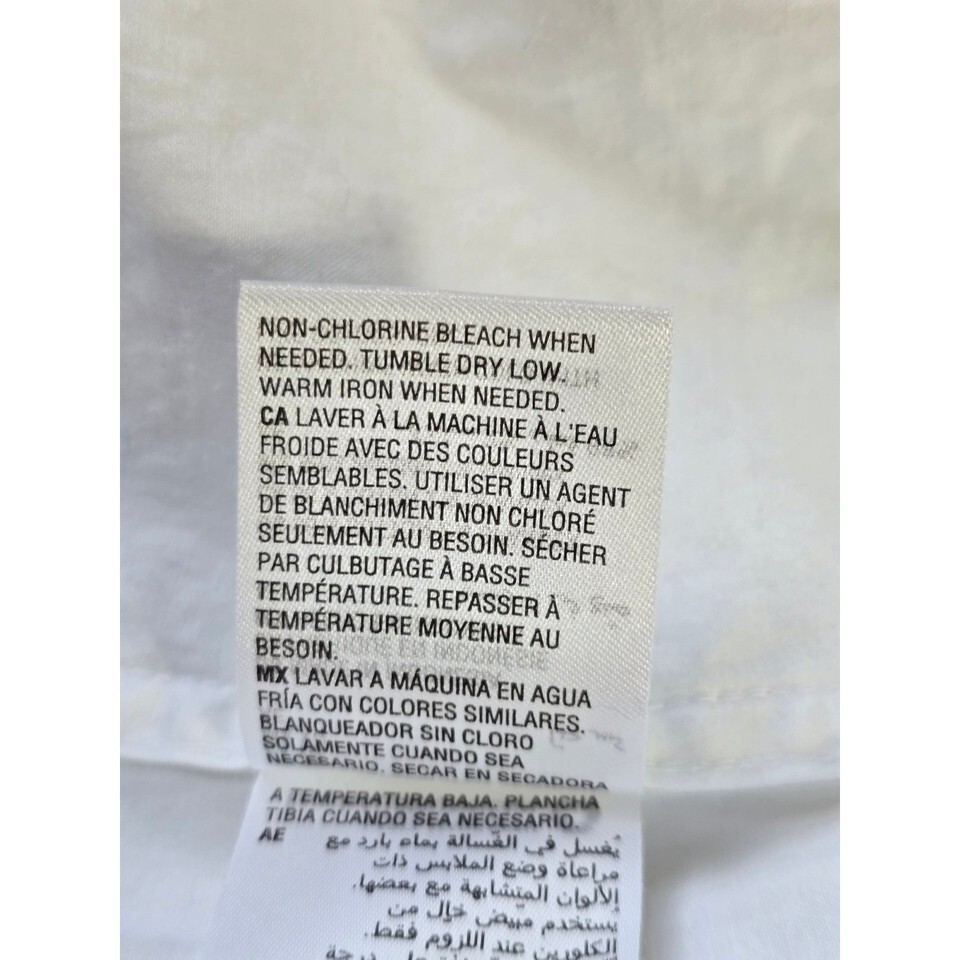 NON-CHLORINE BLEACH WHEN
NEEDED. TUMBLE DRY LOW.
WARM IRON WHEN NEEDED.
CA LAVER À LA MACHINE À L'EAU
FROIDE AVEC DES COULEURS
SEMBLABLES. UTILISER UN AGENT
DE BLANCHIMENT NON CHLORÉ
SEULEMENT AU BESOIN. SÉCHER
PAR CULBUTAGE À BASSE
TEMPÉRATURE. REPASSER À
TEMPÉRATURE MOYENNE AU
BESOIN.
MX LAVAR A MÁQUINA EN AGUA
FRÍA CON COLORES SIMILARES.
BLANQUEADOR SIN CLORO
SOLAMENTE CUANDO SEA
NECESARIO. SECAR EN SECADORA
A TEMPERATURA BAJA. PLANCHA
TIBIA CUANDO SEA NECESARIO.
AE يُغسل في الغسالة بماء بارد مع
مراعاة وضع الملابس ذات
الألوان المتشابهة مع بعضها.
يستخدم مبيض خال من
الكلورين عند اللزوم فقط.